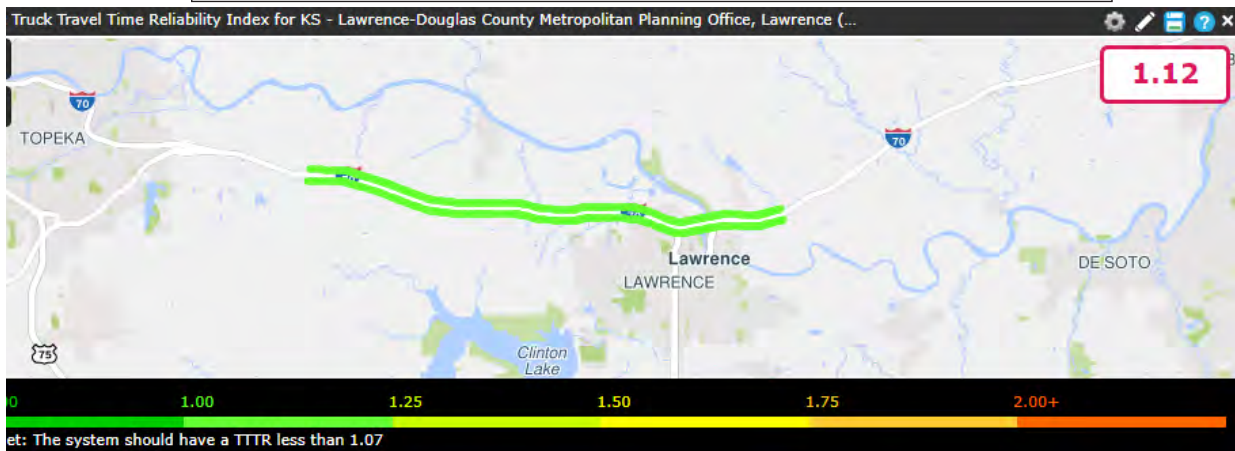 Truck Travel Time Reliability Index for KS - Lawrence-Douglas County Metropolitan Planning Office, Lawrence (...
1.12
70
TOPEKA
70
Lawrence
LAWRENCE
DE SOTO
75
Clinton
Lake
1.00 1.25 1.50 1.75 2.00+
et: The system should have a TTTR less than 1.07